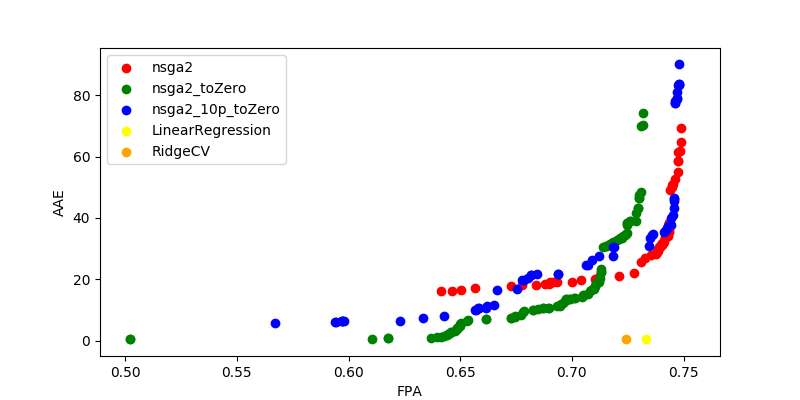 nsga2
nsga2_toZero
nsga2_10p_toZero
LinearRegression
RidgeCV
80
60
40
20
0
AAE
0.50 0.55 0.60 0.65 0.70 0.75
FPA